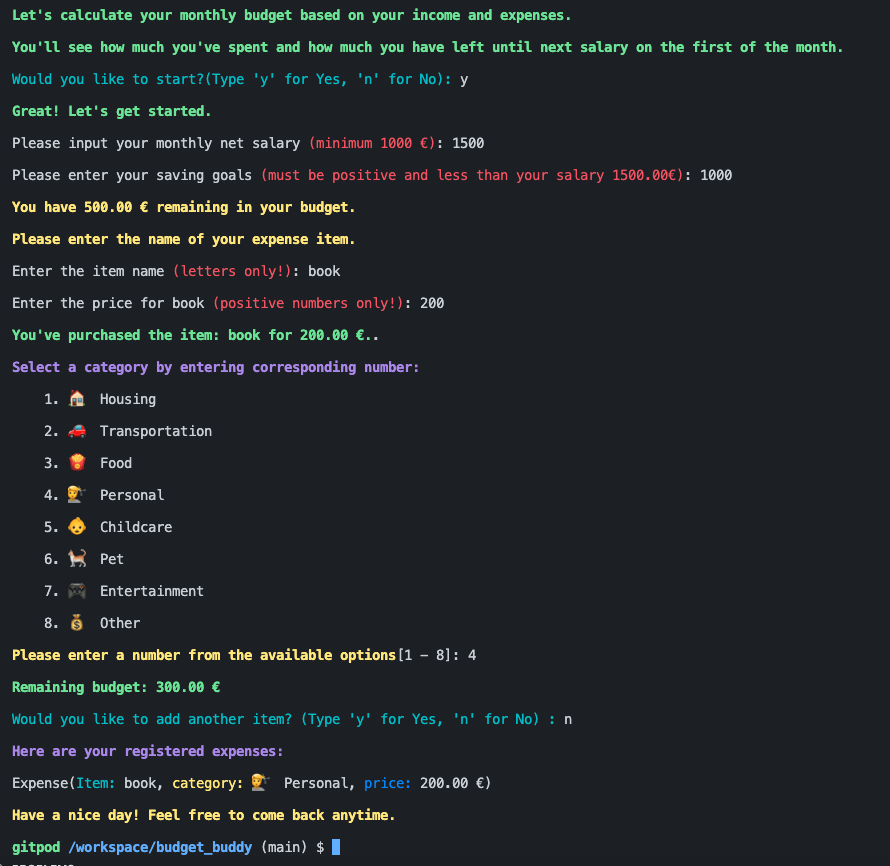 Let's calculate your monthly budget based on your income and expenses.
You'll see how much you've spent and how much you have left until next salary on the first of the month.
Would you like to start?(Type 'y' for Yes, 'n' for No): y
Great! Let's get started.
Please input your monthly net salary (minimum 1000 €): 1500
Please enter your saving goals (must be positive and less than your salary 1500.00€): 1000
You have 500.00 € remaining in your budget.
Please enter the name of your expense item.
Enter the item name (letters only!): book
Enter the price for book (positive numbers only!): 200
You've purchased the item: book for 200.00 €..
Select a category by entering corresponding number:
1. 🏠 Housing
2. 🚗 Transportation
3. 🍟 Food
4. 💇 Personal
5. 👶 Childcare
6. 🐈 Pet
7. 🎮 Entertainment
8. 💰 Other
Please enter a number from the available options[1 - 8]: 4
Remaining budget: 300.00 €
Would you like to add another item? (Type 'y' for Yes, 'n' for No) : n
Here are your registered expenses:
Expense(Item: book, category: 💇 Personal, price: 200.00 €)
Have a nice day! Feel free to come back anytime.
gitpod /workspace/budget_buddy (main) $